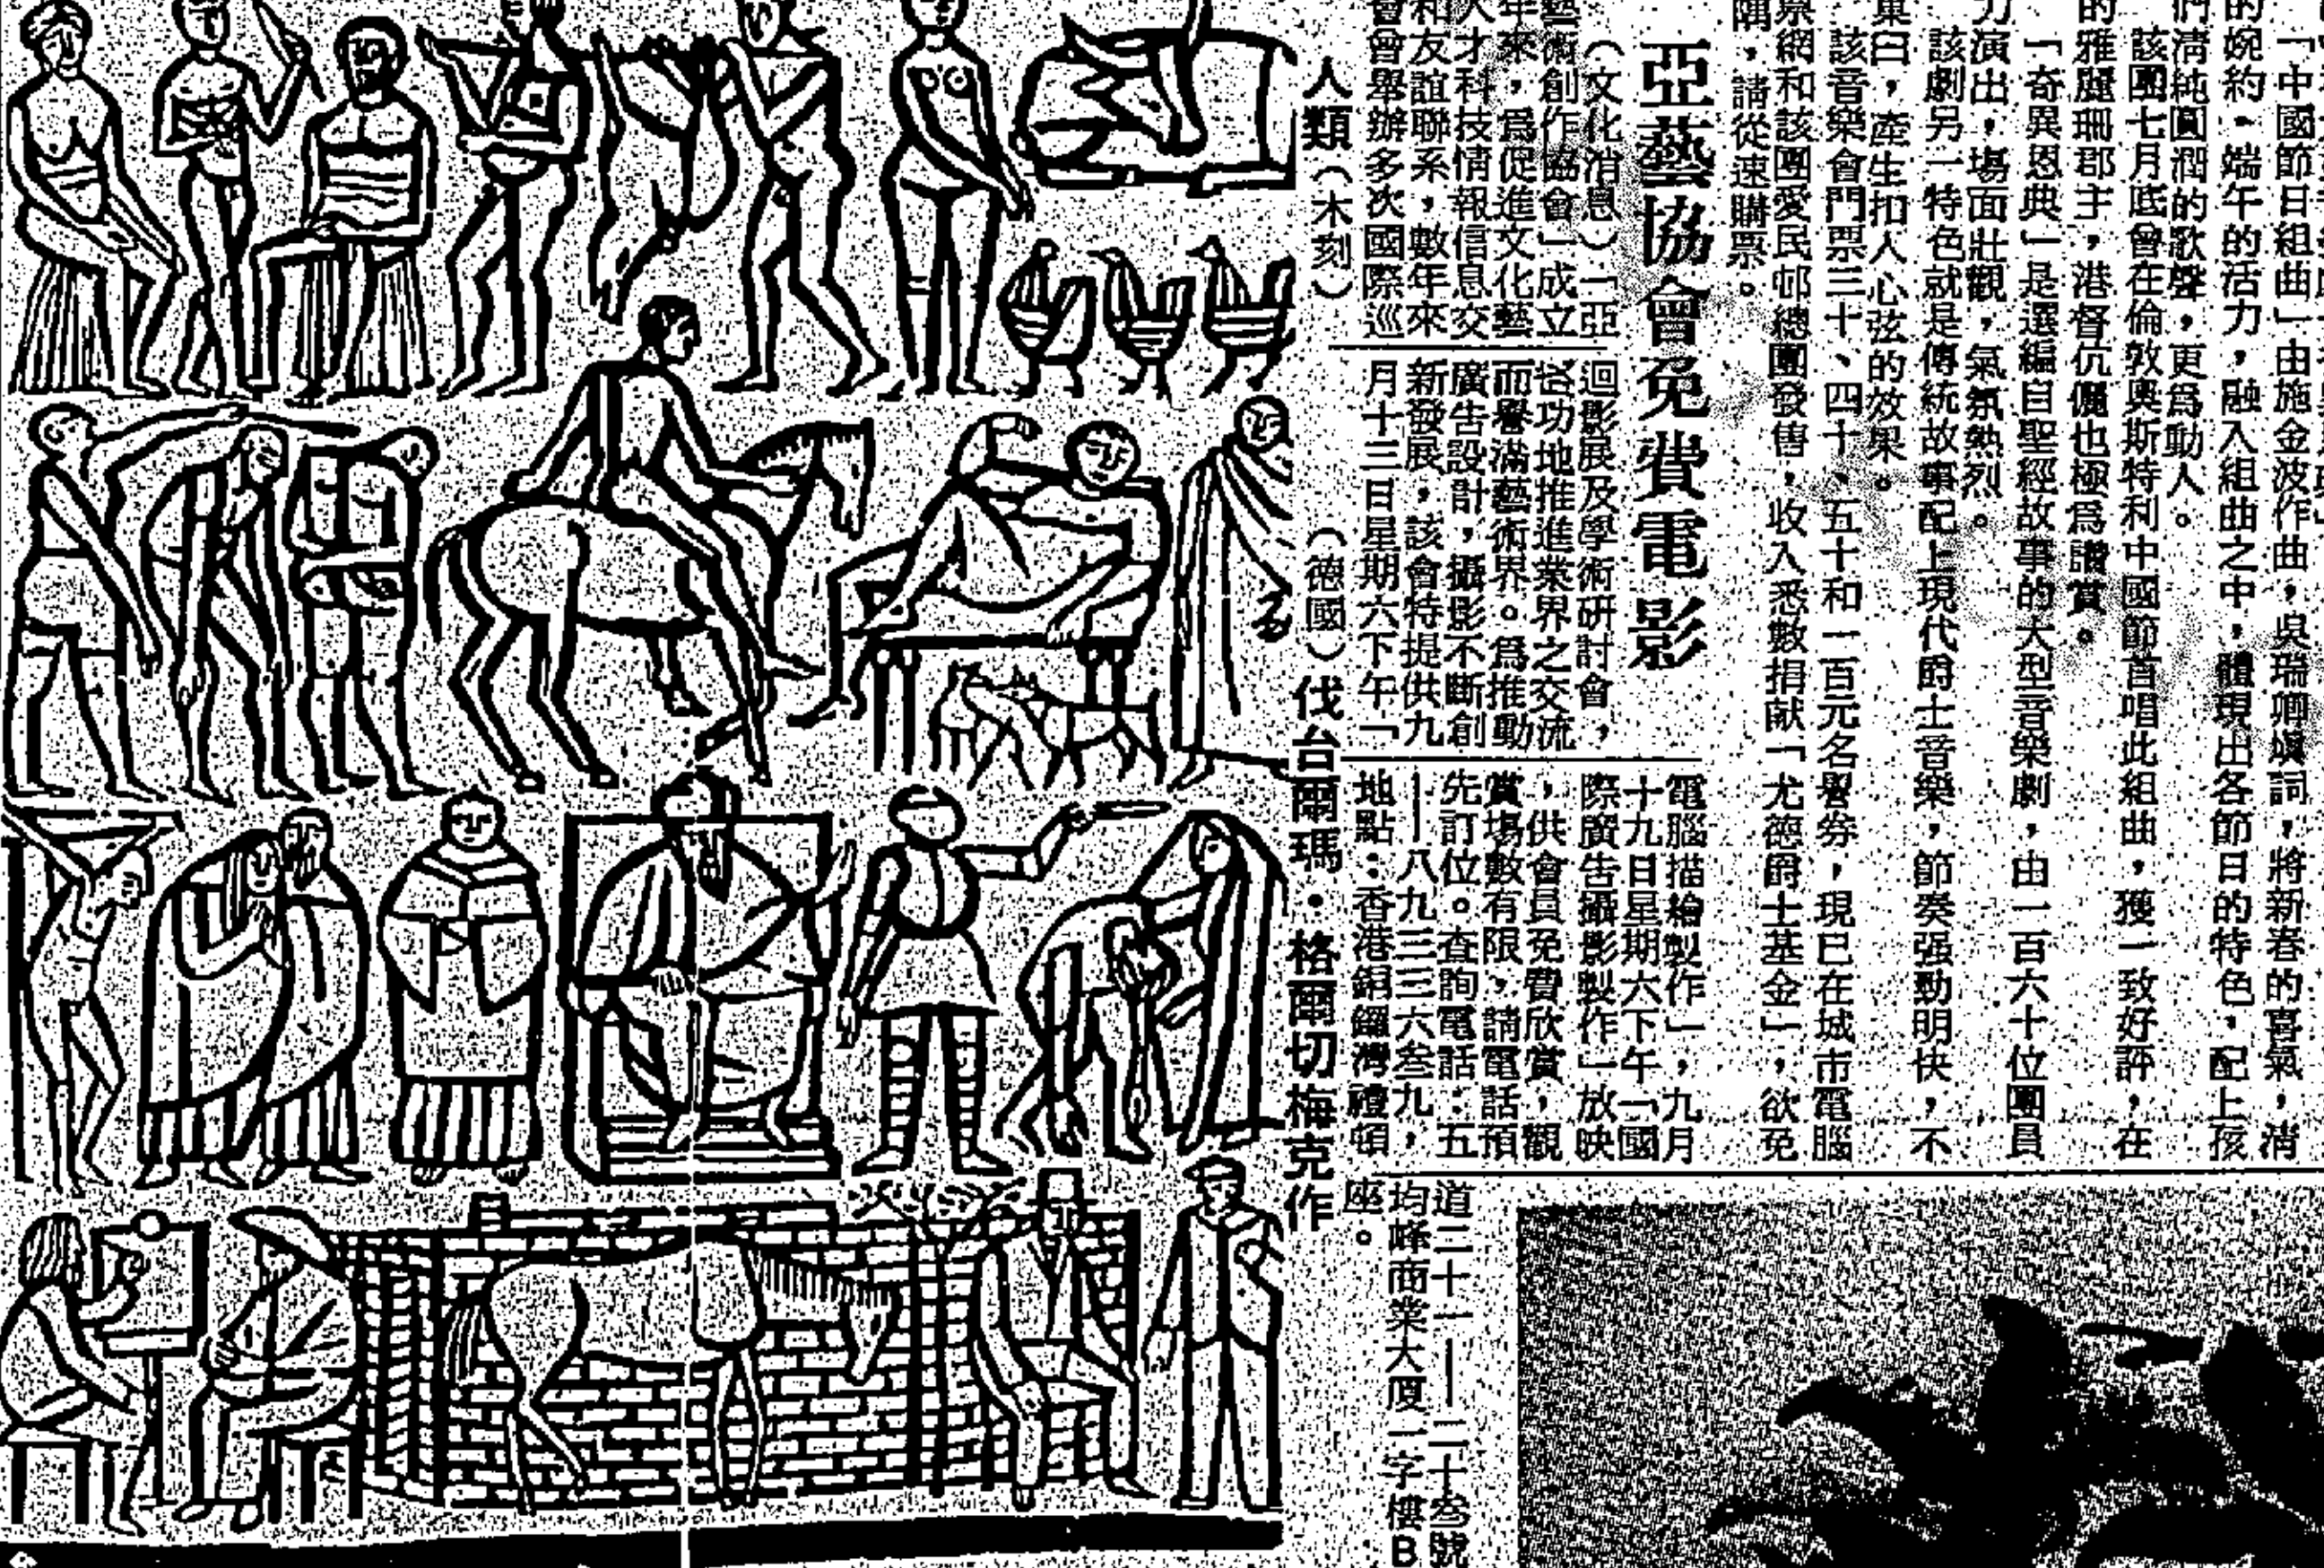 「中國節日組曲」由施金波作曲，吳瑞卿填詞，將新春的喜氣，清
的婉約，端午的活力，融入組曲之中，體現出各節日的特色，配上孩
們清純圓潤的歌聲，更爲動人。
該團七月底曾在倫敦奧斯特利中國節首唱此組曲，獲一致好評，在
的雅麗珊郡主，港督伉儷也極爲讚賞。
「奇異恩典」是選編自聖經故事的大型音樂劇，由一百六十位團員
力演出，場面壯觀，氣氛熱烈。
該劇另一特色就是傳統故事配上現代爵士音樂，節奏强勁明快，不
白，產生扣人心弦的效果。
該音樂會門票三十、四十、五十和一百元名譽券，現已在城市電腦
票網和該團愛民邨總團發售，收入悉數捐献「尤德爵士基金」，欲免
隅，請從速購票。
亞藝協會免費電影
（文化消息）「亞
藝術創作協會」成立
年來，爲促進文化藝
人才科技情報信息交
和友誼聯系，數年來
會曾舉辦多次國際巡
迴影展及學術研討會，
成功地推進業界之交流
而譽滿藝術界。爲推動
廣告設計，攝影不斷創
新發展，該會特提供九
月十三日星期六下午「
電腦描繪製作」，九月
十九日星期六下午「國
際廣告攝影製作」放映
，供會員免費欣賞，觀
賞場數有限，請電話預
先訂位。查詢電話：五
——八九三三六叁九，
地點：香港銅鑼灣禮頓
道二十一——二十叁號
均峰商業大厦一字樓B
座。
人類（木刻）
（德國）伐台爾瑪·格爾切梅克作